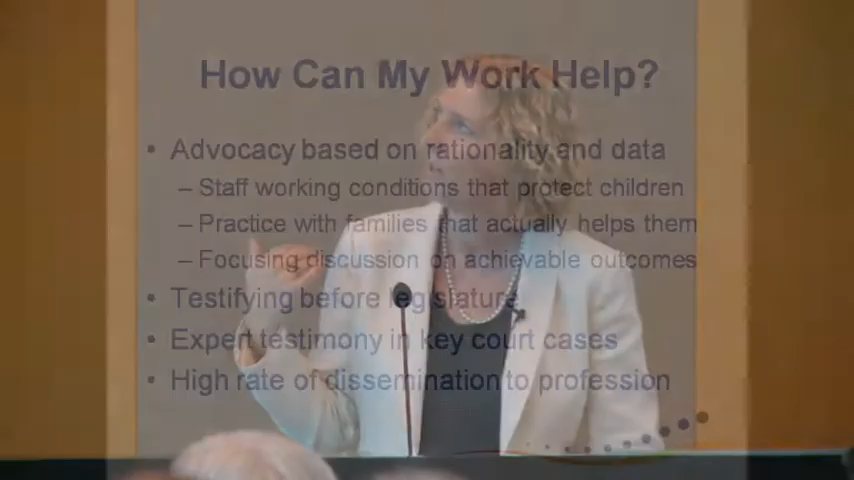 How Can My Work Help?
• Advocacy based on rationality and data
– Staff working conditions that protect children
– Practice with families that actually helps them
– Focusing discussion on achievable outcomes
• Testifying before legislature
• Expert testimony in key court cases
• High rate of dissemination to profession